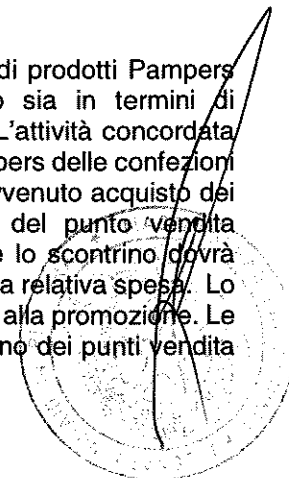 di prodotti Pampers
o sia in termini di
L'attività concordata
pers delle confezioni
venuto acquisto dei
del punto vendita
e lo scontrino dovrà
a relativa spesa. Lo
alla promozione. Le
no dei punti vendita